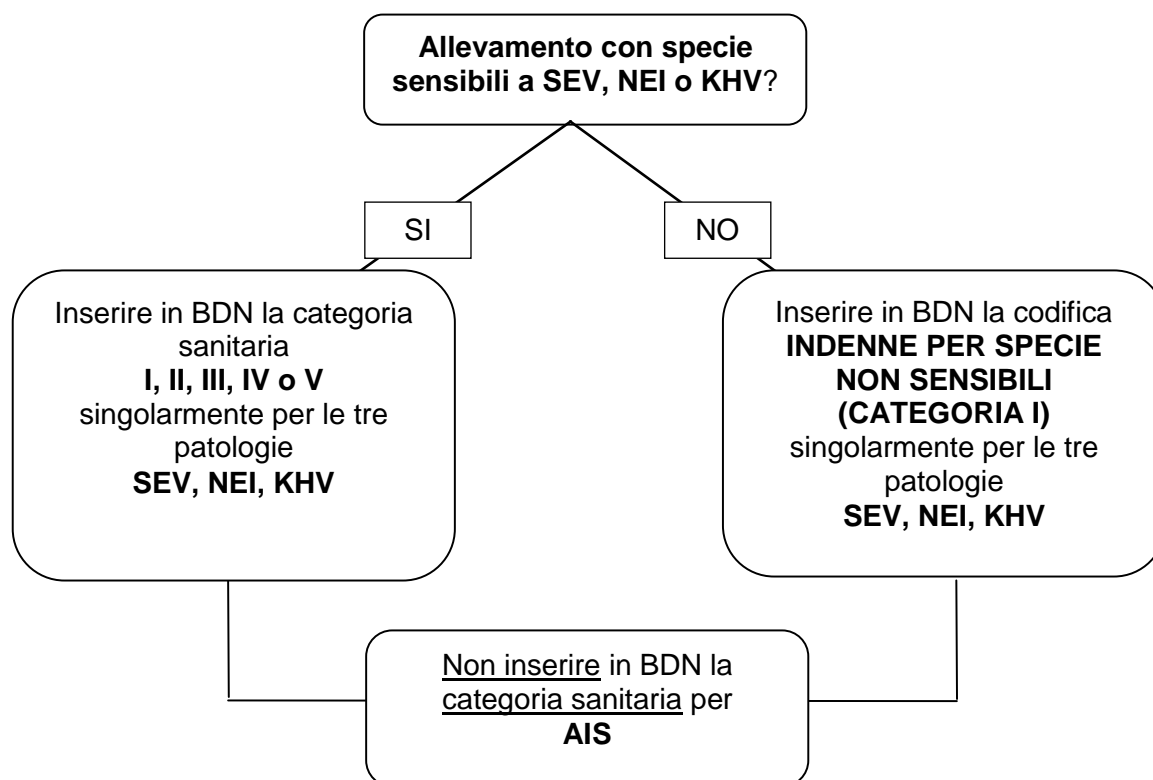 Allevamento con specie
sensibili a SEV, NEI o KHV?
SI
NO
Inserire in BDN la categoria
sanitaria
I, II, III, IV o V
singolarmente per le tre
patologie
SEV, NEI, KHV
Inserire in BDN la codifica
INDENNE PER SPECIE
NON SENSIBILI
(CATEGORIA I)
singolarmente per le tre
patologie
SEV, NEI, KHV
Non inserire in BDN la
categoria sanitaria per
AIS